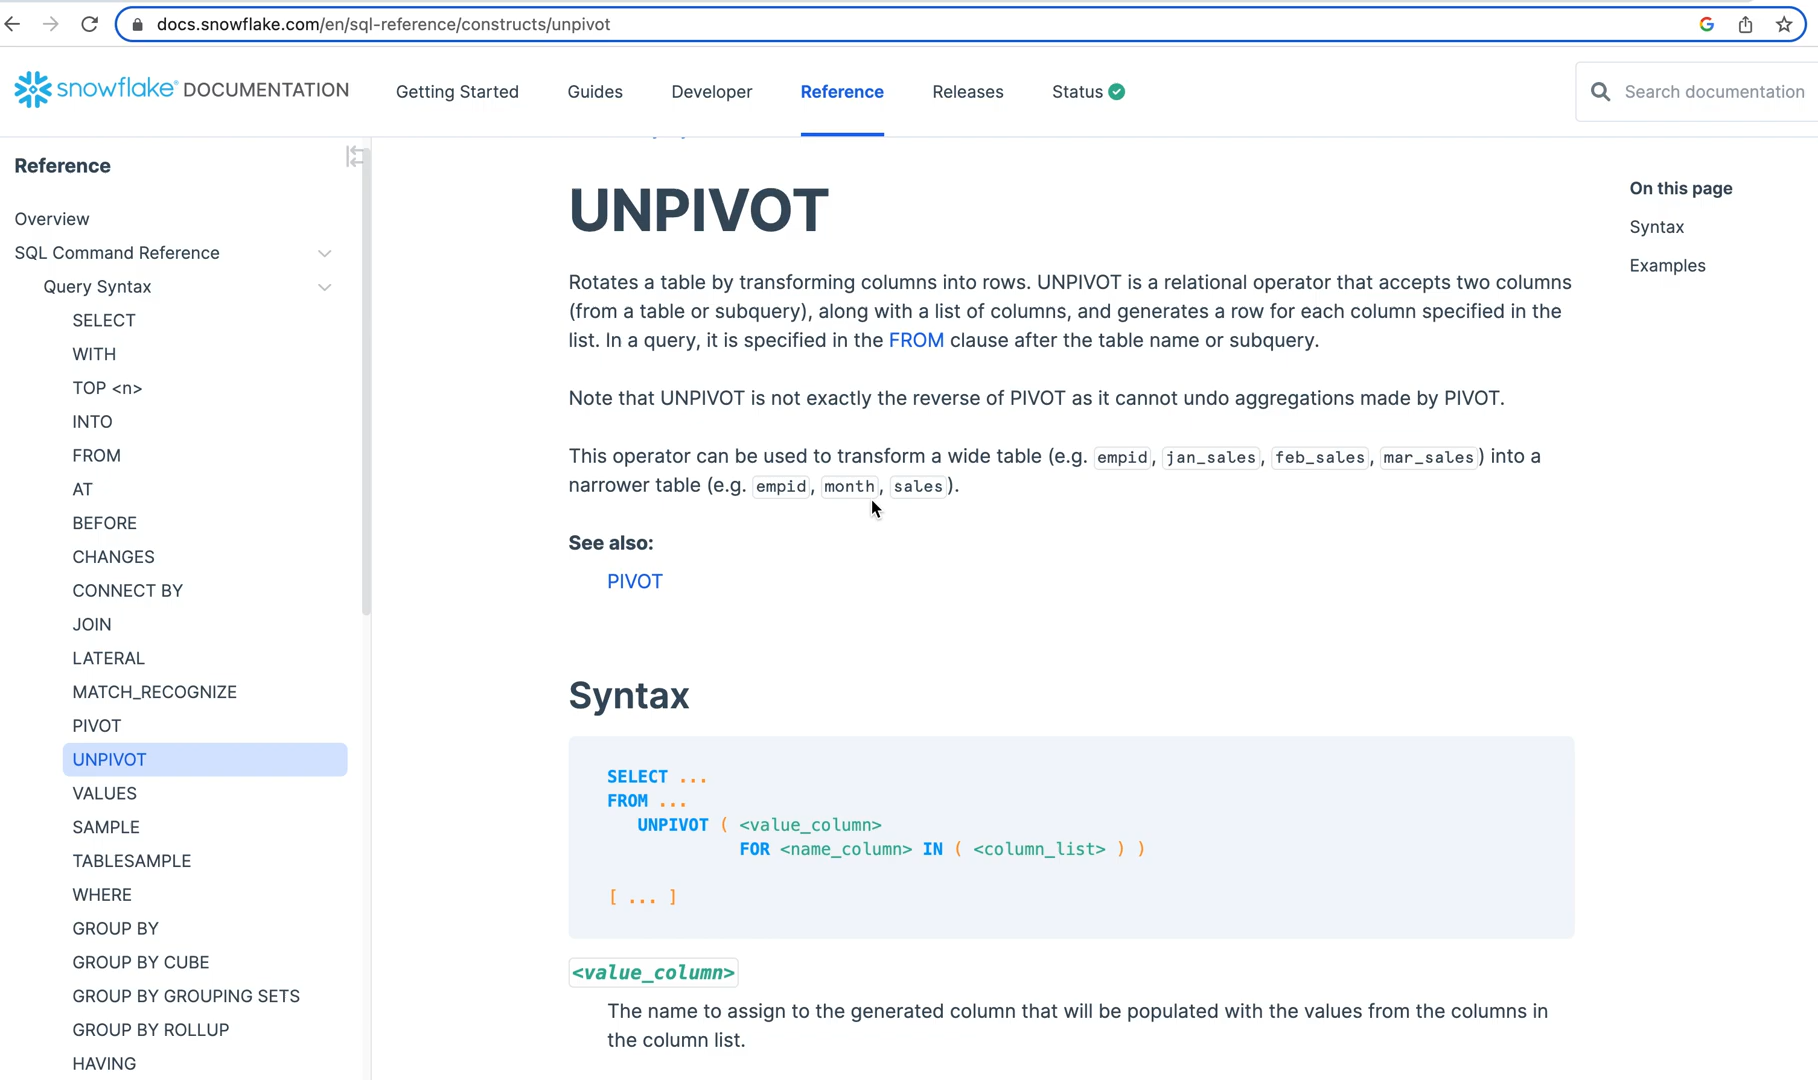 docs.snowflake.com/en/sql-reference/constructs/unpivot
snowflake® DOCUMENTATION
Getting Started
Guides
Developer
Reference
Releases
Status
Search documentation
Reference
Overview
SQL Command Reference
Query Syntax
SELECT
WITH
TOP <n>
INTO
FROM
AT
BEFORE
CHANGES
CONNECT BY
JOIN
LATERAL
MATCH_RECOGNIZE
PIVOT
UNPIVOT
VALUES
SAMPLE
TABLESAMPLE
WHERE
GROUP BY
GROUP BY CUBE
GROUP BY GROUPING SETS
GROUP BY ROLLUP
HAVING
UNPIVOT
Rotates a table by transforming columns into rows. UNPIVOT is a relational operator that accepts two columns
(from a table or subquery), along with a list of columns, and generates a row for each column specified in the
list. In a query, it is specified in the FROM clause after the table name or subquery.
Note that UNPIVOT is not exactly the reverse of PIVOT as it cannot undo aggregations made by PIVOT.
This operator can be used to transform a wide table (e.g. empid, jan_sales, feb_sales, mar_sales) into a
narrower table (e.g. empid, month, sales).
See also:
PIVOT
Syntax
SELECT ...
FROM ...
UNPIVOT ( <value_column>
FOR <name_column> IN ( <column_list> ) )
[ ... ]
<value_column>
The name to assign to the generated column that will be populated with the values from the columns in
the column list.
On this page
Syntax
Examples